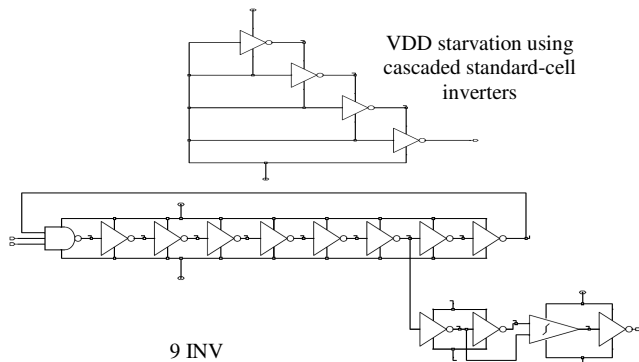 VDD starvation using
cascaded standard-cell
inverters
9 INV